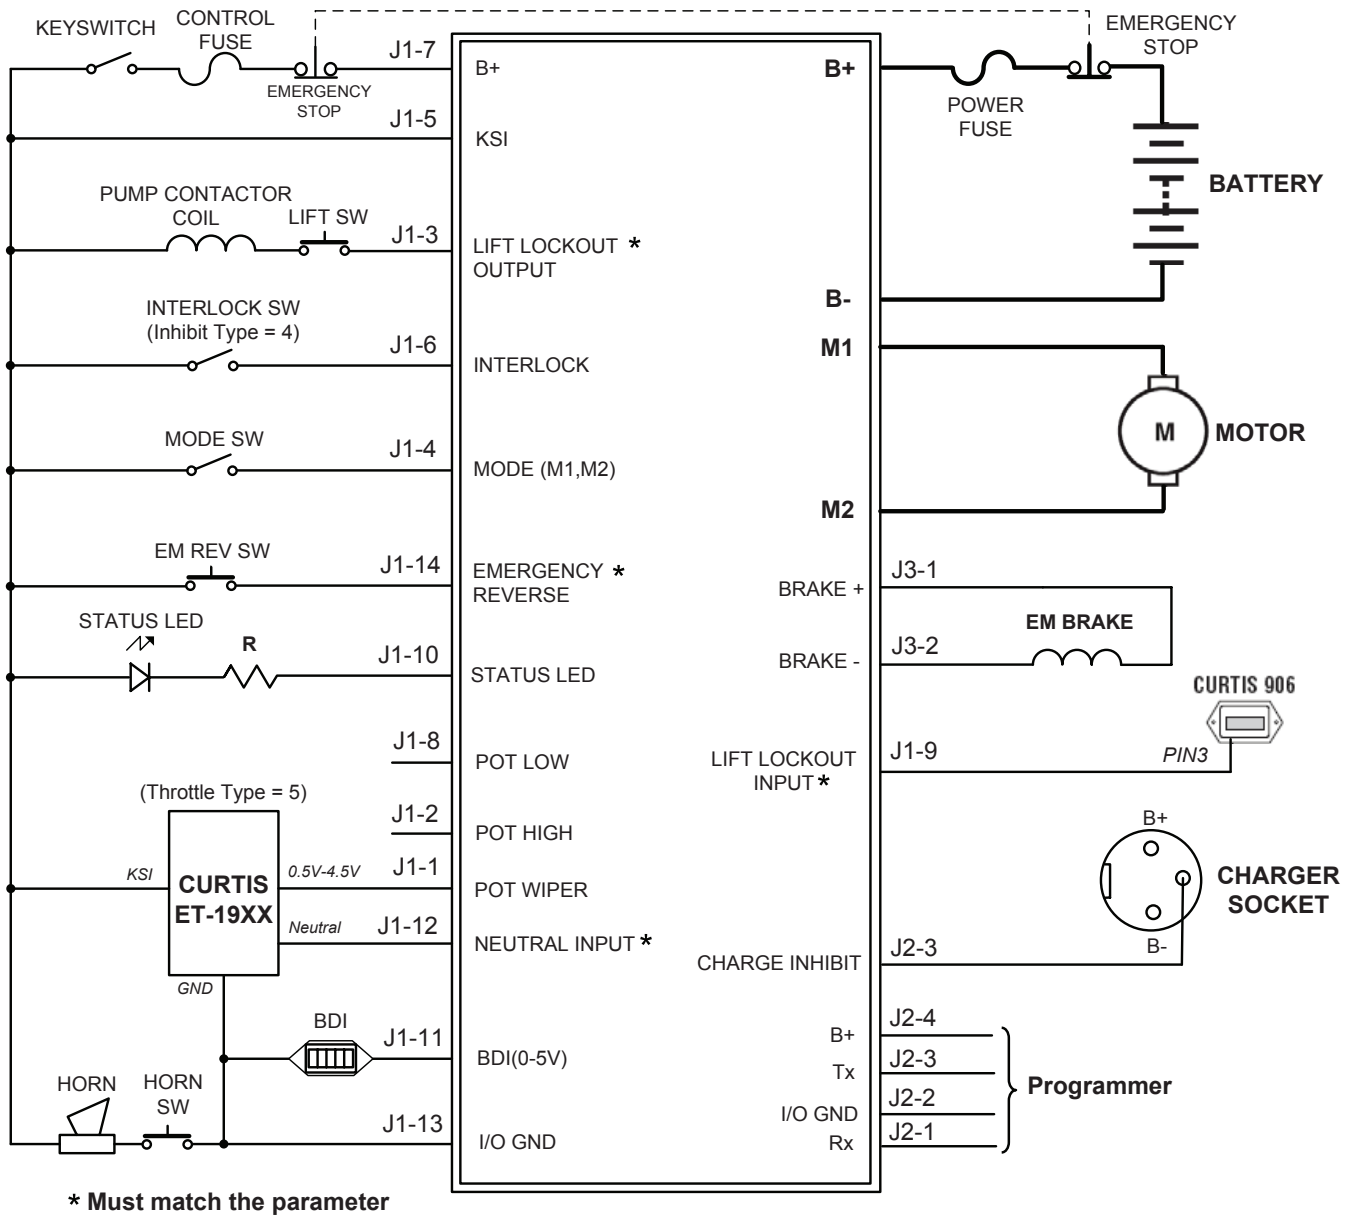 KEYSWITCH
CONTROL
FUSE
J1-7
EMERGENCY
STOP
B+
J1-5
KSI
PUMP CONTACTOR
COIL
LIFT SW
J1-3
LIFT LOCKOUT *
OUTPUT
INTERLOCK SW
(Inhibit Type = 4)
J1-6
INTERLOCK
MODE SW
J1-4
MODE (M1,M2)
EM REV SW
J1-14
EMERGENCY *
REVERSE
STATUS LED
R
J1-10
STATUS LED
J1-8
POT LOW
(Throttle Type = 5)
J1-2
POT HIGH
KSI
CURTIS
ET-19XX
0.5V-4.5V
J1-1
POT WIPER
Neutral
J1-12
NEUTRAL INPUT *
GND
BDI
J1-11
BDI(0-5V)
HORN
HORN
SW
J1-13
I/O GND
* Must match the parameter
B+
POWER
FUSE
EMERGENCY
STOP
BATTERY
B-
M1
M
MOTOR
M2
J3-1
BRAKE +
EM BRAKE
J3-2
BRAKE -
CURTIS 906
J1-9
PIN3
LIFT LOCKOUT
INPUT *
B+
CHARGER
SOCKET
B-
J2-3
CHARGE INHIBIT
J2-4
B+
J2-3
Tx
J2-2
I/O GND
J2-1
Rx
Programmer